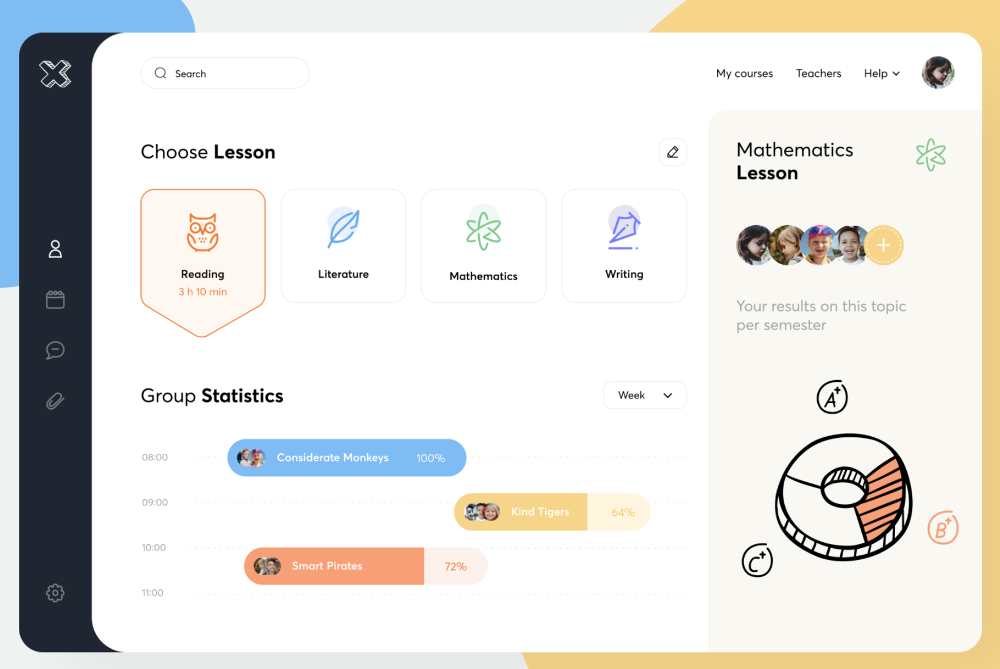 Search
My courses
Teachers
Help
Choose Lesson
Reading
3 h 10 min
Literature
Mathematics
Writing
Group Statistics
Week
08:00
Considerate Monkeys
100%
09:00
Kind Tigers
64%
10:00
Smart Pirates
72%
11:00
Mathematics
Lesson
Your results on this topic
per semester
A+
B+
C+